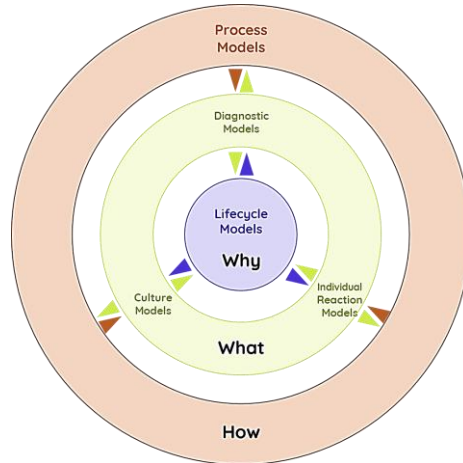 Process
Models
Diagnostic
Models
Lifecycle
Models
Why
Culture
Models
Individual
Reaction
Models
What
How